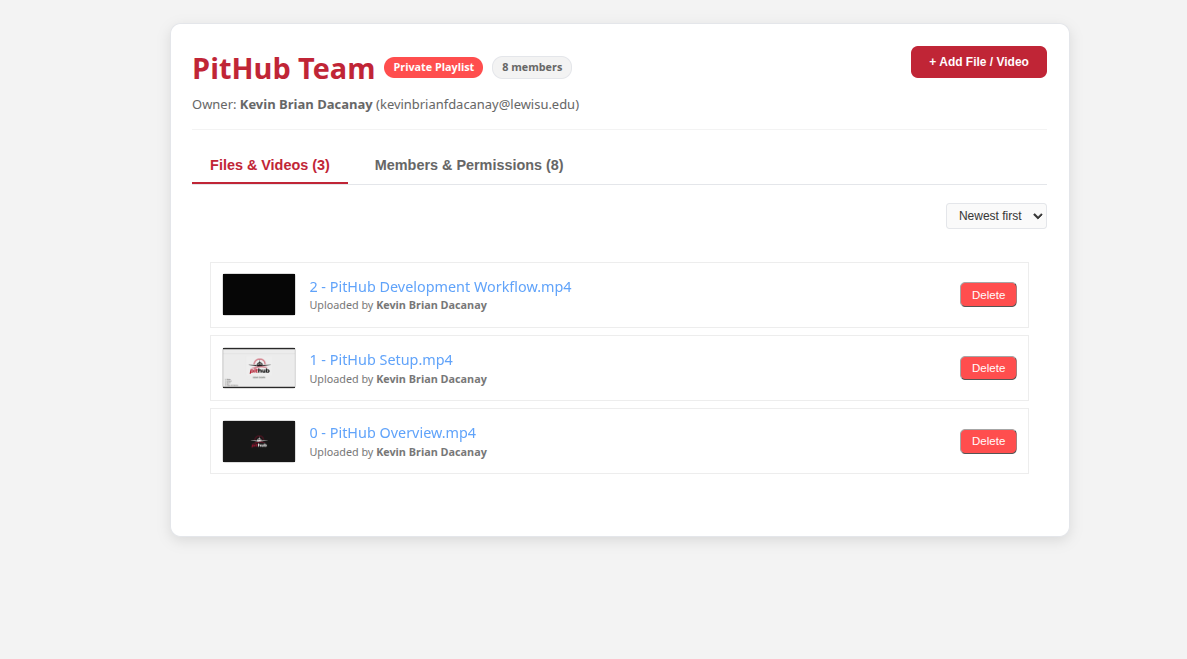 PitHub Team Private Playlist 8 members + Add File / Video
Owner: Kevin Brian Dacanay (kevinbrianfdacanay@lewisu.edu)
Files & Videos (3) Members & Permissions (8)
Newest first
2 - PitHub Development Workflow.mp4
Uploaded by Kevin Brian Dacanay
Delete
pithub
1 - PitHub Setup.mp4
Uploaded by Kevin Brian Dacanay
Delete
pithub
0 - PitHub Overview.mp4
Uploaded by Kevin Brian Dacanay
Delete